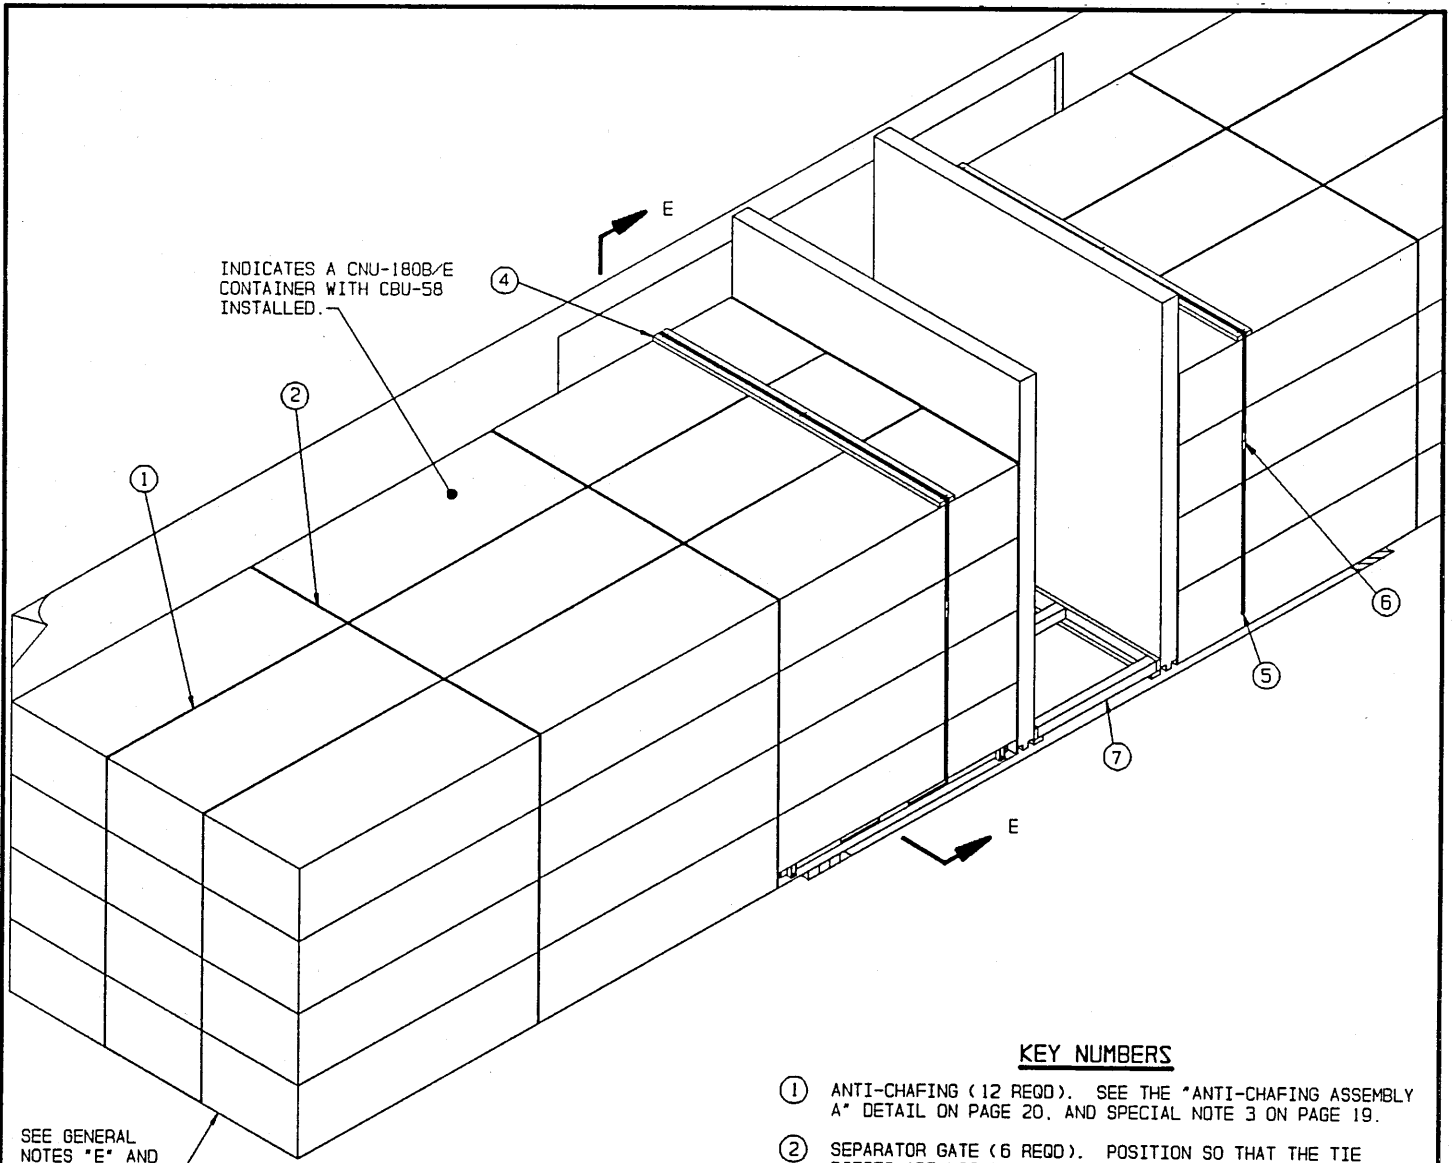 E
INDICATES A CNU-180B/E
CONTAINER WITH CBU-58
INSTALLED.
4
2
1
6
5
7
E
KEY NUMBERS
1 ANTI-CHAFING (12 REQD). SEE THE "ANTI-CHAFING ASSEMBLY
A" DETAIL ON PAGE 20, AND SPECIAL NOTE 3 ON PAGE 19.
2 SEPARATOR GATE (6 REQD). POSITION SO THAT THE TIE
SEE GENERAL
NOTES "E" AND